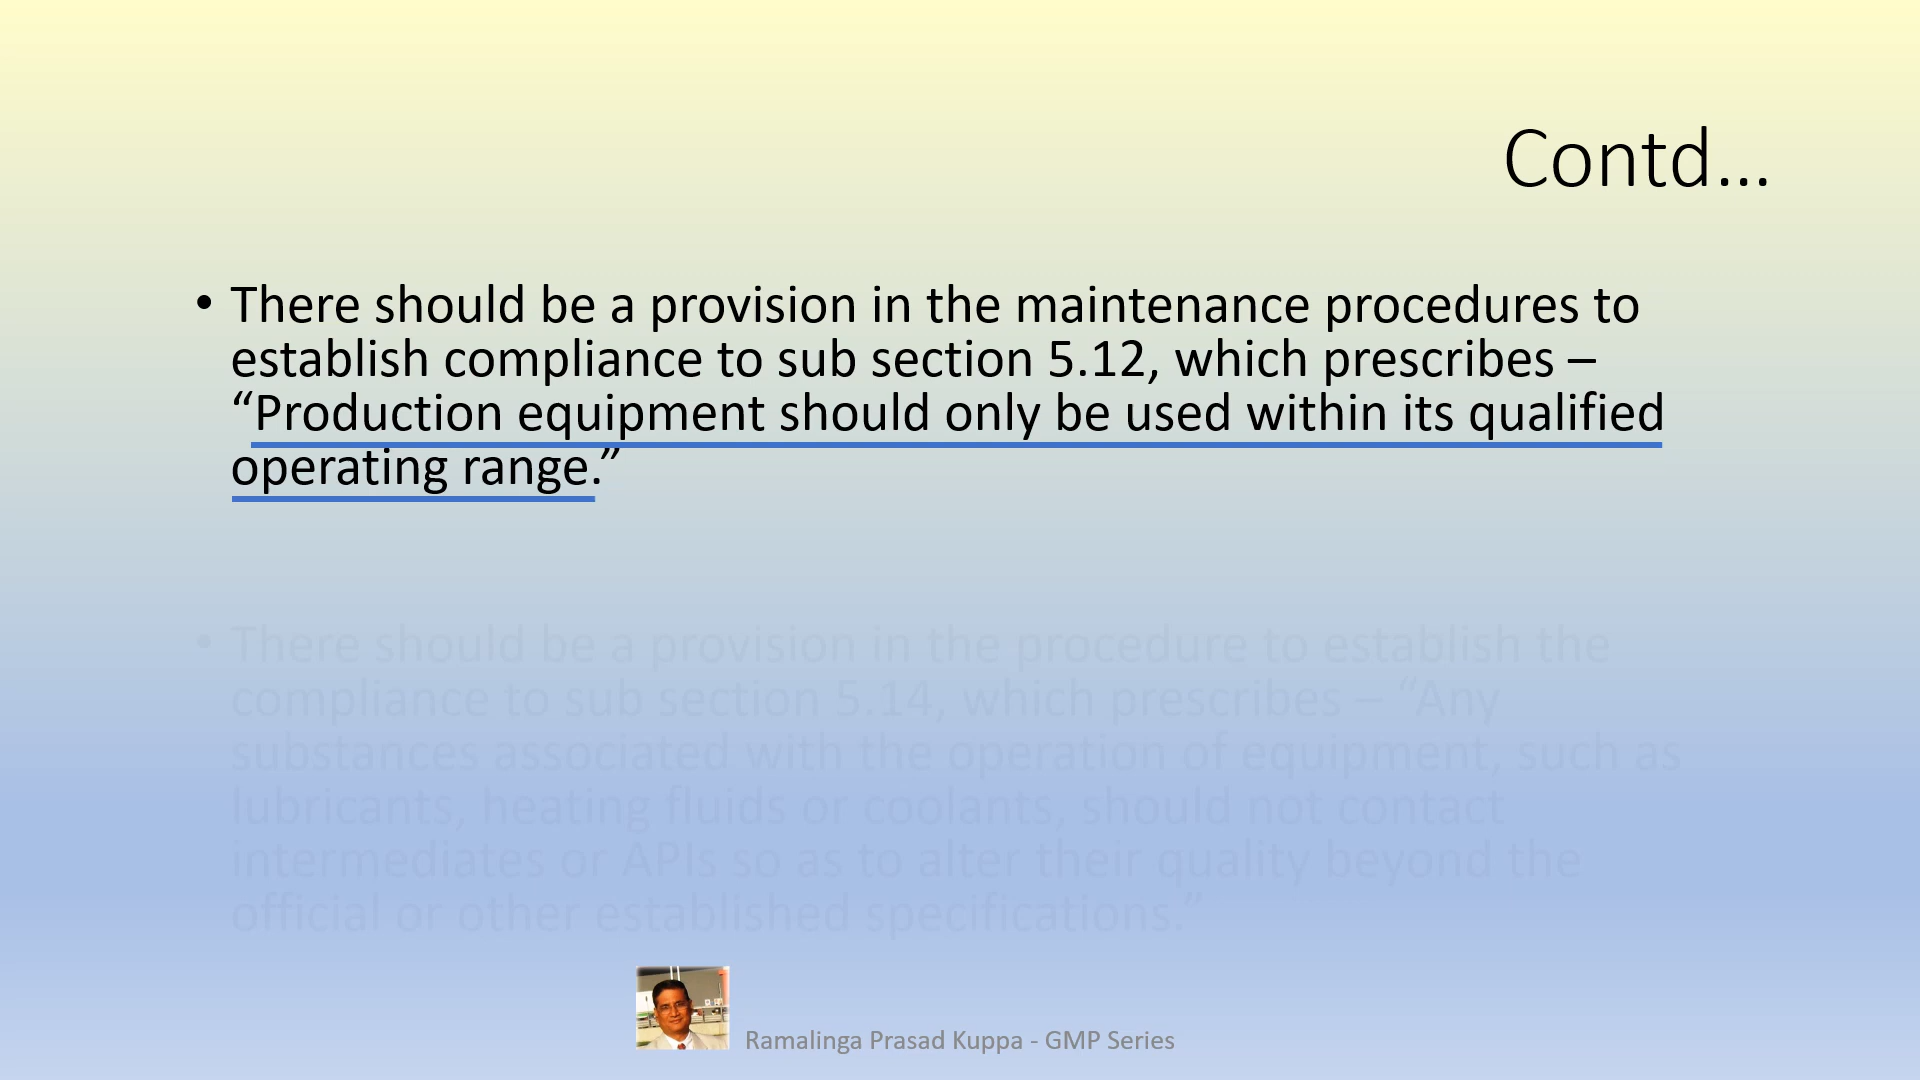 Contd...
• There should be a provision in the maintenance procedures to
establish compliance to sub section 5.12, which prescribes –
“Production equipment should only be used within its qualified
operating range.”
• There should be a provision in the procedure to establish the
compliance to sub section 5.14, which prescribes – “Any
substances associated with the operation of equipment, such as
lubricants, heating fluids or coolants, should not contact
intermediates or APIs so as to alter their quality beyond the
official or other established specifications.”
Ramalinga Prasad Kuppa - GMP Series